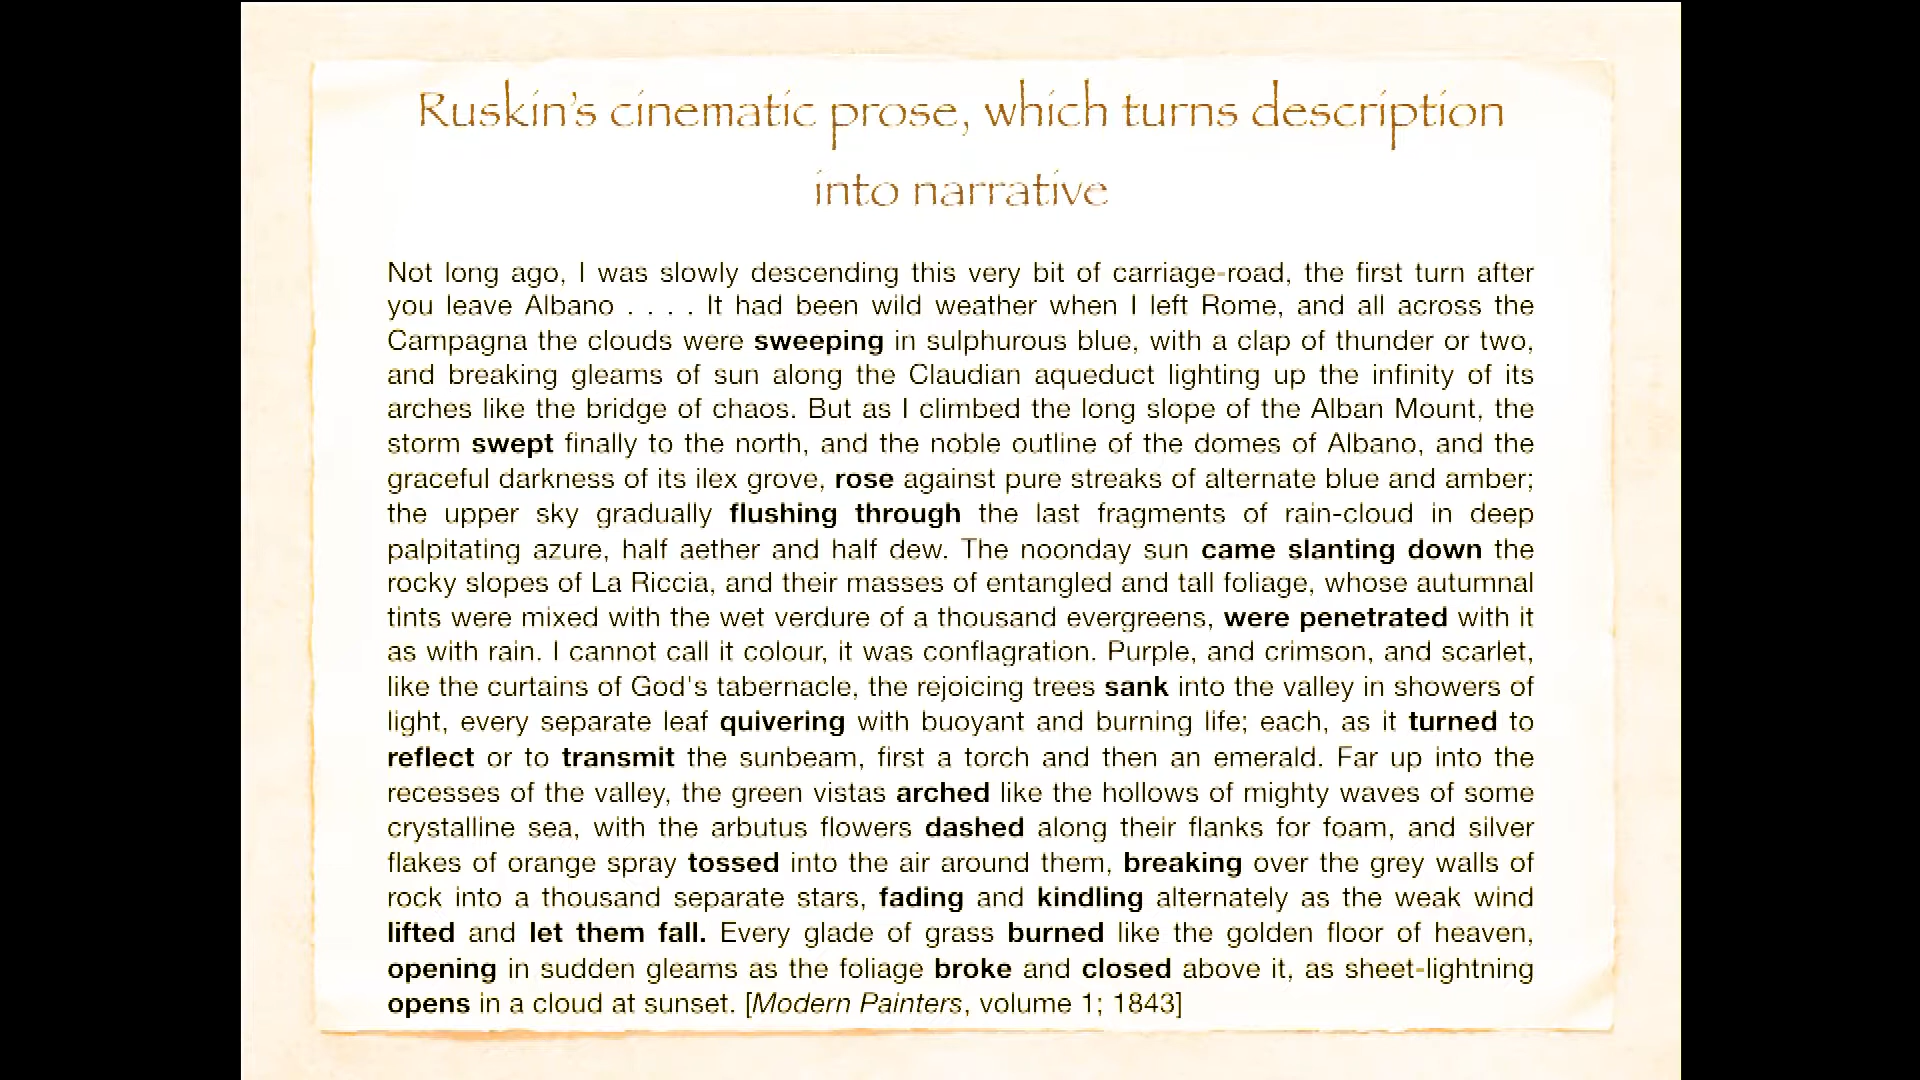 Ruskin's cinematic prose, which turns description
into narrative
Not long ago, I was slowly descending this very bit of carriage-road, the first turn after
you leave Albano . . . . It had been wild weather when I left Rome, and all across the
Campagna the clouds were sweeping in sulphurous blue, with a clap of thunder or two,
and breaking gleams of sun along the Claudian aqueduct lighting up the infinity of its
arches like the bridge of chaos. But as I climbed the long slope of the Alban Mount, the
storm swept finally to the north, and the noble outline of the domes of Albano, and the
graceful darkness of its ilex grove, rose against pure streaks of alternate blue and amber;
the upper sky gradually flushing through the last fragments of rain-cloud in deep
palpitating azure, half aether and half dew. The noonday sun came slanting down the
rocky slopes of La Riccia, and their masses of entangled and tall foliage, whose autumnal
tints were mixed with the wet verdure of a thousand evergreens, were penetrated with it
as with rain. I cannot call it colour, it was conflagration. Purple, and crimson, and scarlet,
like the curtains of God's tabernacle, the rejoicing trees sank into the valley in showers of
light, every separate leaf quivering with buoyant and burning life; each, as it turned to
reflect or to transmit the sunbeam, first a torch and then an emerald. Far up into the
recesses of the valley, the green vistas arched like the hollows of mighty waves of some
crystalline sea, with the arbutus flowers dashed along their flanks for foam, and silver
flakes of orange spray tossed into the air around them, breaking over the grey walls of
rock into a thousand separate stars, fading and kindling alternately as the weak wind
lifted and let them fall. Every glade of grass burned like the golden floor of heaven,
opening in sudden gleams as the foliage broke and closed above it, as sheet-lightning
opens in a cloud at sunset. [Modern Painters, volume 1; 1843]